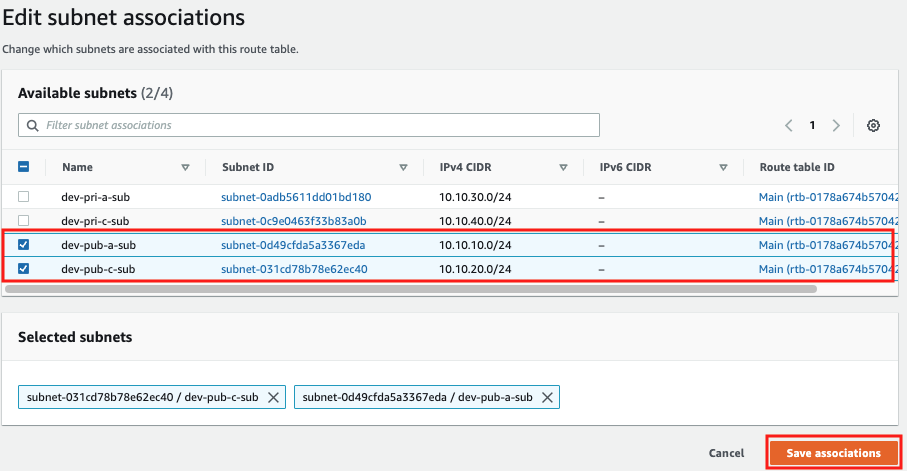 Edit subnet associations
Change which subnets are associated with this route table.
Available subnets (2/4)
Filter subnet associations
1
Name Subnet ID IPv4 CIDR IPv6 CIDR Route table ID
dev-pri-a-sub subnet-0adb5611dd01bd180 10.10.30.0/24 – Main (rtb-0178a674b57042
dev-pri-c-sub subnet-0c9e0463f33b83a0b 10.10.40.0/24 – Main (rtb-0178a674b57042
dev-pub-a-sub subnet-0d49cfda5a3367eda 10.10.10.0/24 – Main (rtb-0178a674b57042
dev-pub-c-sub subnet-031cd78b78e62ec40 10.10.20.0/24 – Main (rtb-0178a674b57042
Selected subnets
subnet-031cd78b78e62ec40 / dev-pub-c-sub subnet-0d49cfda5a3367eda / dev-pub-a-sub
Cancel Save associations